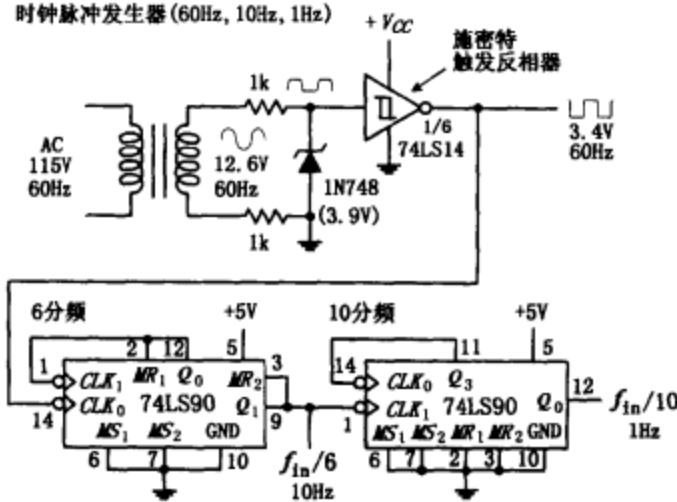 时钟脉冲发生器(60Hz, 10Hz, 1Hz)
+VCC
施密特
触发反相器
1k
1/6
74LS14
3.4V
60Hz
AC
115V
60Hz
12.6V
60Hz
1N748
(3.9V)
1k
6分频
+5V
10分频
+5V
2 12 5 3
1 CLK1 MR1 Q0 MR2
14 CLK0 74LS90 Q1 9
MS1 MS2 GND
6 7 10
fin/6
10Hz
11 5
14 CLK0 Q3
1 CLK1 74LS90 Q0 12
MS1 MS2 MR1 MR2 GND
6 7 2 3 10
fin/10
1Hz